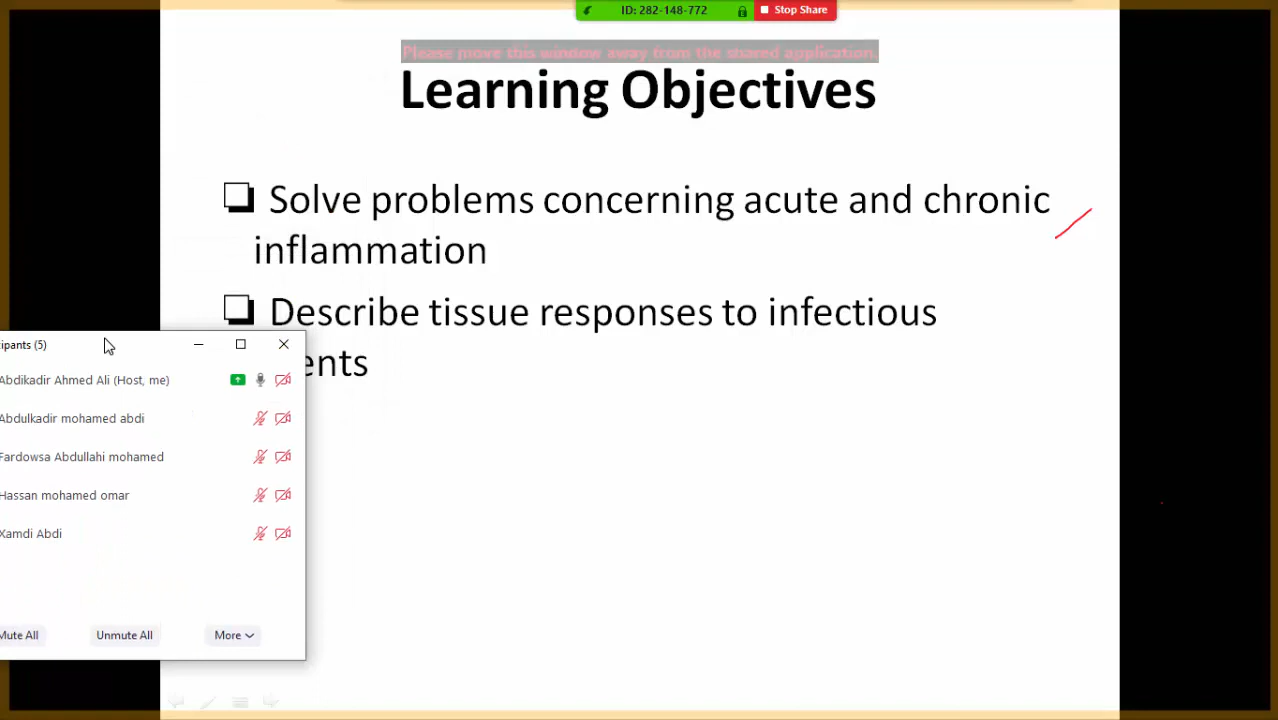 ID: 282-148-772
Stop Share
Please move this window away from the shared application.
Learning Objectives
Solve problems concerning acute and chronic
inflammation
Describe tissue responses to infectious
ents
ipants (5)
Abdikadir Ahmed Ali (Host, me)
Abdulkadir mohamed abdi
Fardowsa Abdullahi mohamed
Hassan mohamed omar
Xamdi Abdi
Mute All
Unmute All
More